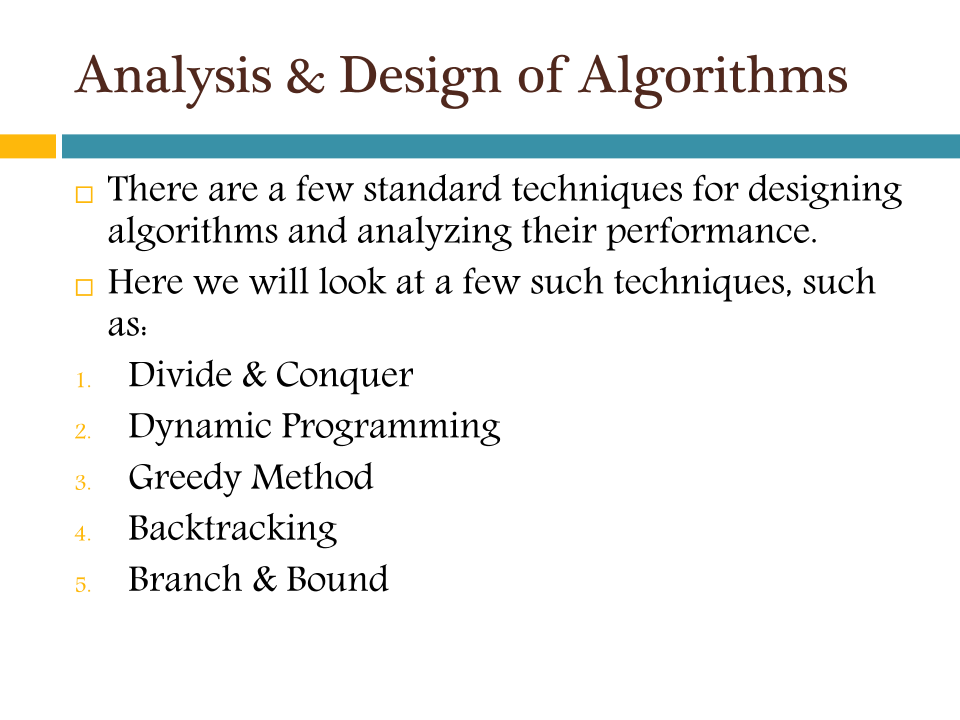 Analysis & Design of Algorithms
There are a few standard techniques for designing
algorithms and analyzing their performance.
Here we will look at a few such techniques, such
as:
1. Divide & Conquer
2. Dynamic Programming
3. Greedy Method
4. Backtracking
5. Branch & Bound